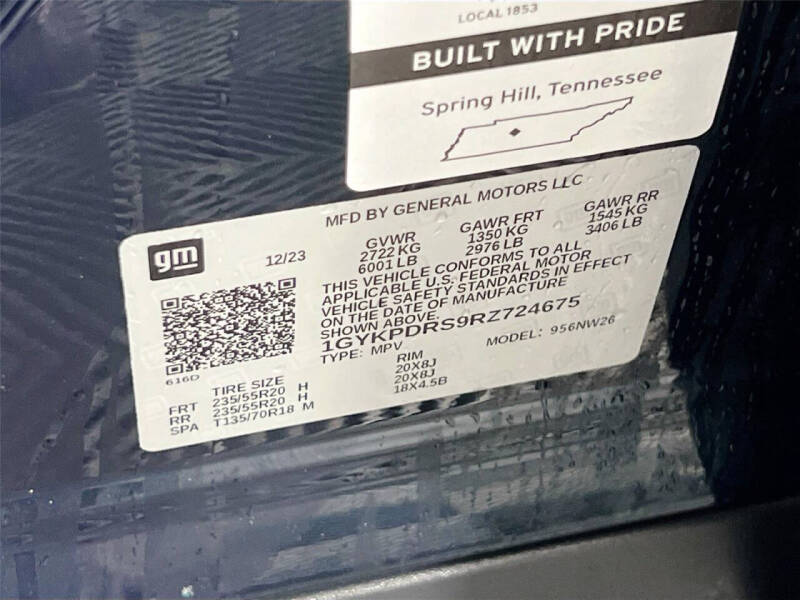 LOCAL 1853
BUILT WITH PRIDE
Spring Hill, Tennessee
MFD BY GENERAL MOTORS LLC
gm
12/23
GVWR
2722 KG
6001 LB
GAWR FRT
1350 KG
2976 LB
GAWR RR
1545 KG
3406 LB
THIS VEHICLE CONFORMS TO ALL
APPLICABLE U.S. FEDERAL MOTOR
VEHICLE SAFETY STANDARDS IN EFFECT
ON THE DATE OF MANUFACTURE
SHOWN ABOVE.
1GYKPDRS9RZ724675
TYPE: MPV
MODEL: 956NW26
616D
TIRE SIZE RIM
FRT 235/55R20 H 20X8J
RR 235/55R20 H 20X8J
SPA T135/70R18 M 18X4.5B